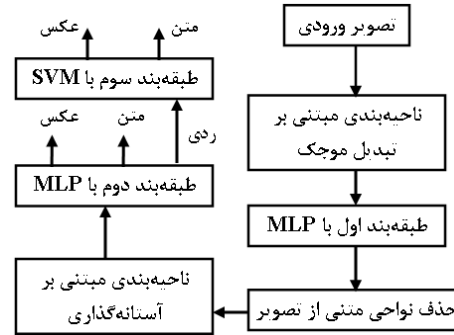 تصویر ورودی
ناحیه‌بندی مبتنی بر
تبدیل موجک
طبقه‌بند اول با MLP
حذف نواحی متنی از تصویر
ناحیه‌بندی مبتنی بر
آستانه‌گذاری
طبقه‌بند دوم با MLP
متن
عکس
ردی
طبقه‌بند سوم با SVM
متن
عکس